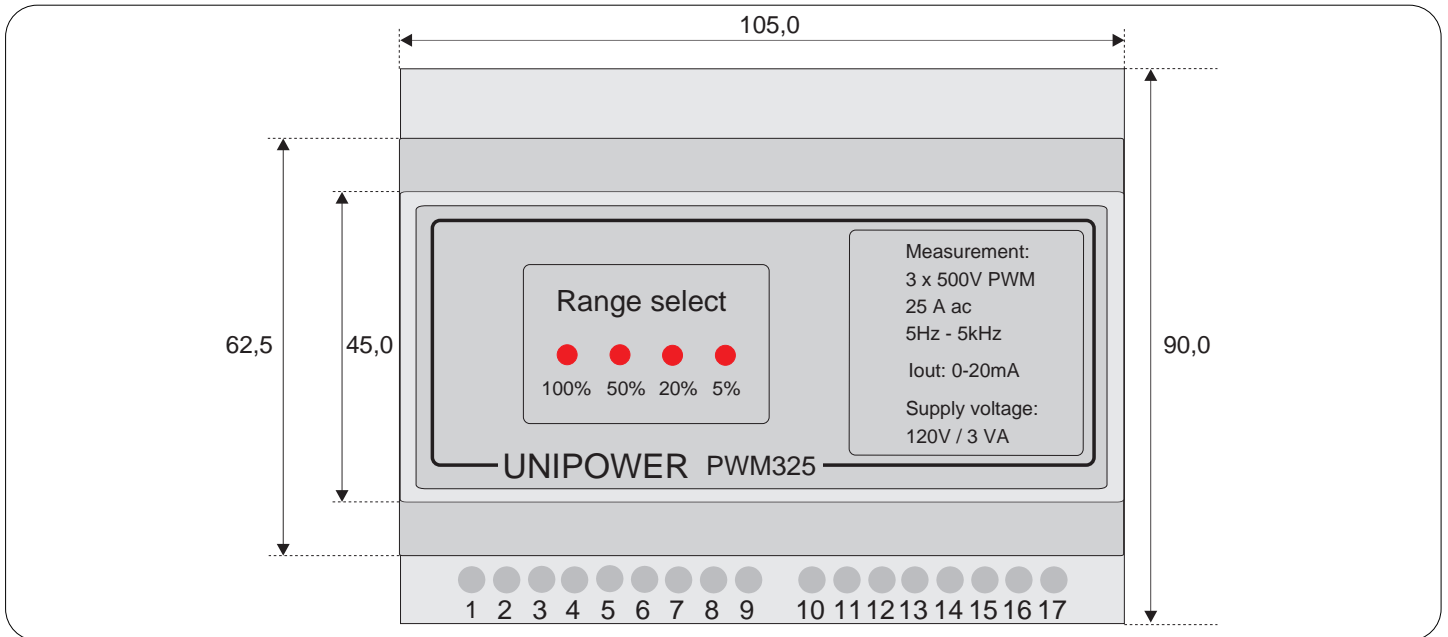 105,0
62,5
45,0
90,0
Range select
100% 50% 20% 5%
Measurement:
3 x 500V PWM
25 A ac
5Hz - 5kHz
Iout: 0-20mA
Supply voltage:
120V / 3 VA
UNIPOWER PWM325
1 2 3 4 5 6 7 8 9 10 11 12 13 14 15 16 17